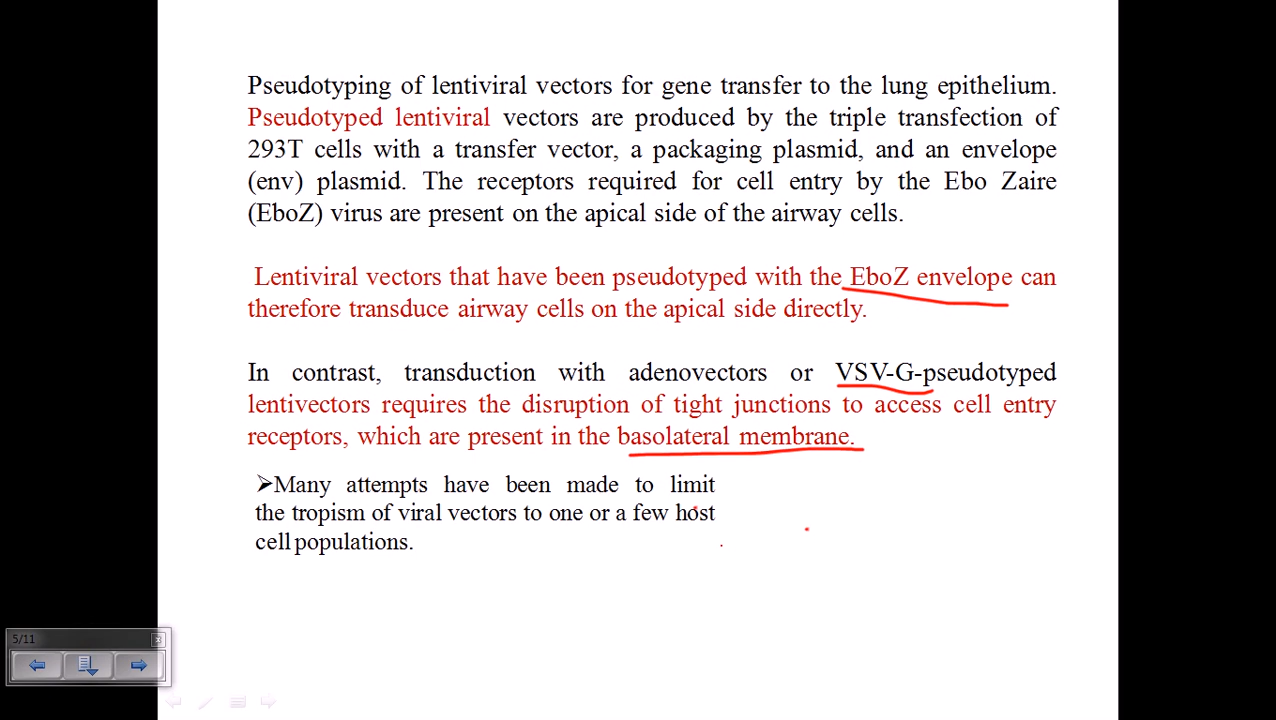 Pseudotyping of lentiviral vectors for gene transfer to the lung epithelium.
Pseudotyped lentiviral vectors are produced by the triple transfection of
293T cells with a transfer vector, a packaging plasmid, and an envelope
(env) plasmid. The receptors required for cell entry by the Ebo Zaire
(EboZ) virus are present on the apical side of the airway cells.
Lentiviral vectors that have been pseudotyped with the EboZ envelope can
therefore transduce airway cells on the apical side directly.
In contrast, transduction with adenovectors or VSV-G-pseudotyped
lentivectors requires the disruption of tight junctions to access cell entry
receptors, which are present in the basolateral membrane.
➢Many attempts have been made to limit
the tropism of viral vectors to one or a few host
cell populations.
5/11